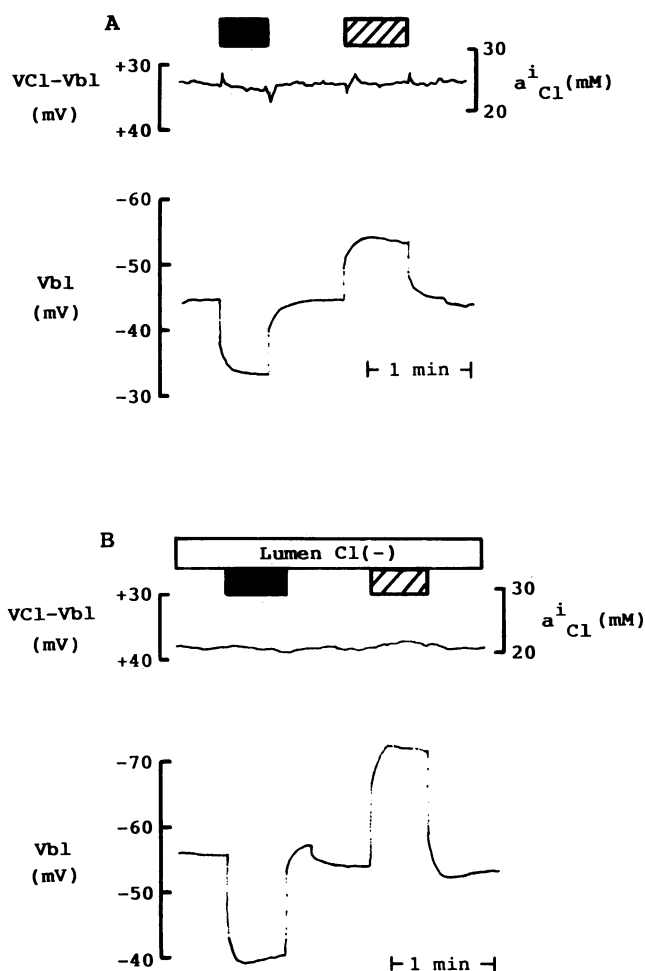 A
VCl-Vbl
(mV)
+30
+40
30
20
a i Cl (mM)
-60
-50
-40
-30
Vbl
(mV)
1 min
B
Lumen Cl(-)
VCl-Vbl
(mV)
+30
+40
30
20
a i Cl (mM)
-70
-60
-50
-40
Vbl
(mV)
1 min